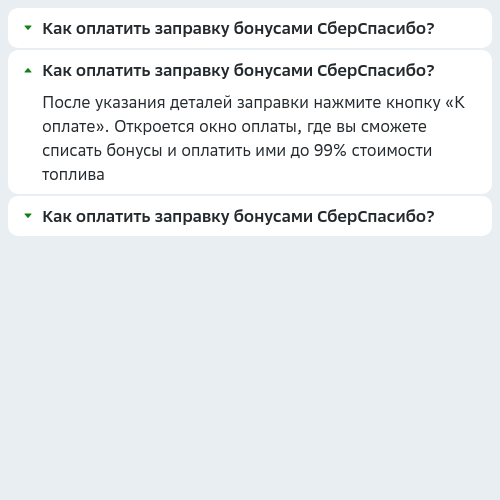 Как оплатить заправку бонусами СберСпасибо?
Как оплатить заправку бонусами СберСпасибо?
После указания деталей заправки нажмите кнопку «К
оплате». Откроется окно оплаты, где вы сможете
списать бонусы и оплатить ими до 99% стоимости
топлива
Как оплатить заправку бонусами СберСпасибо?